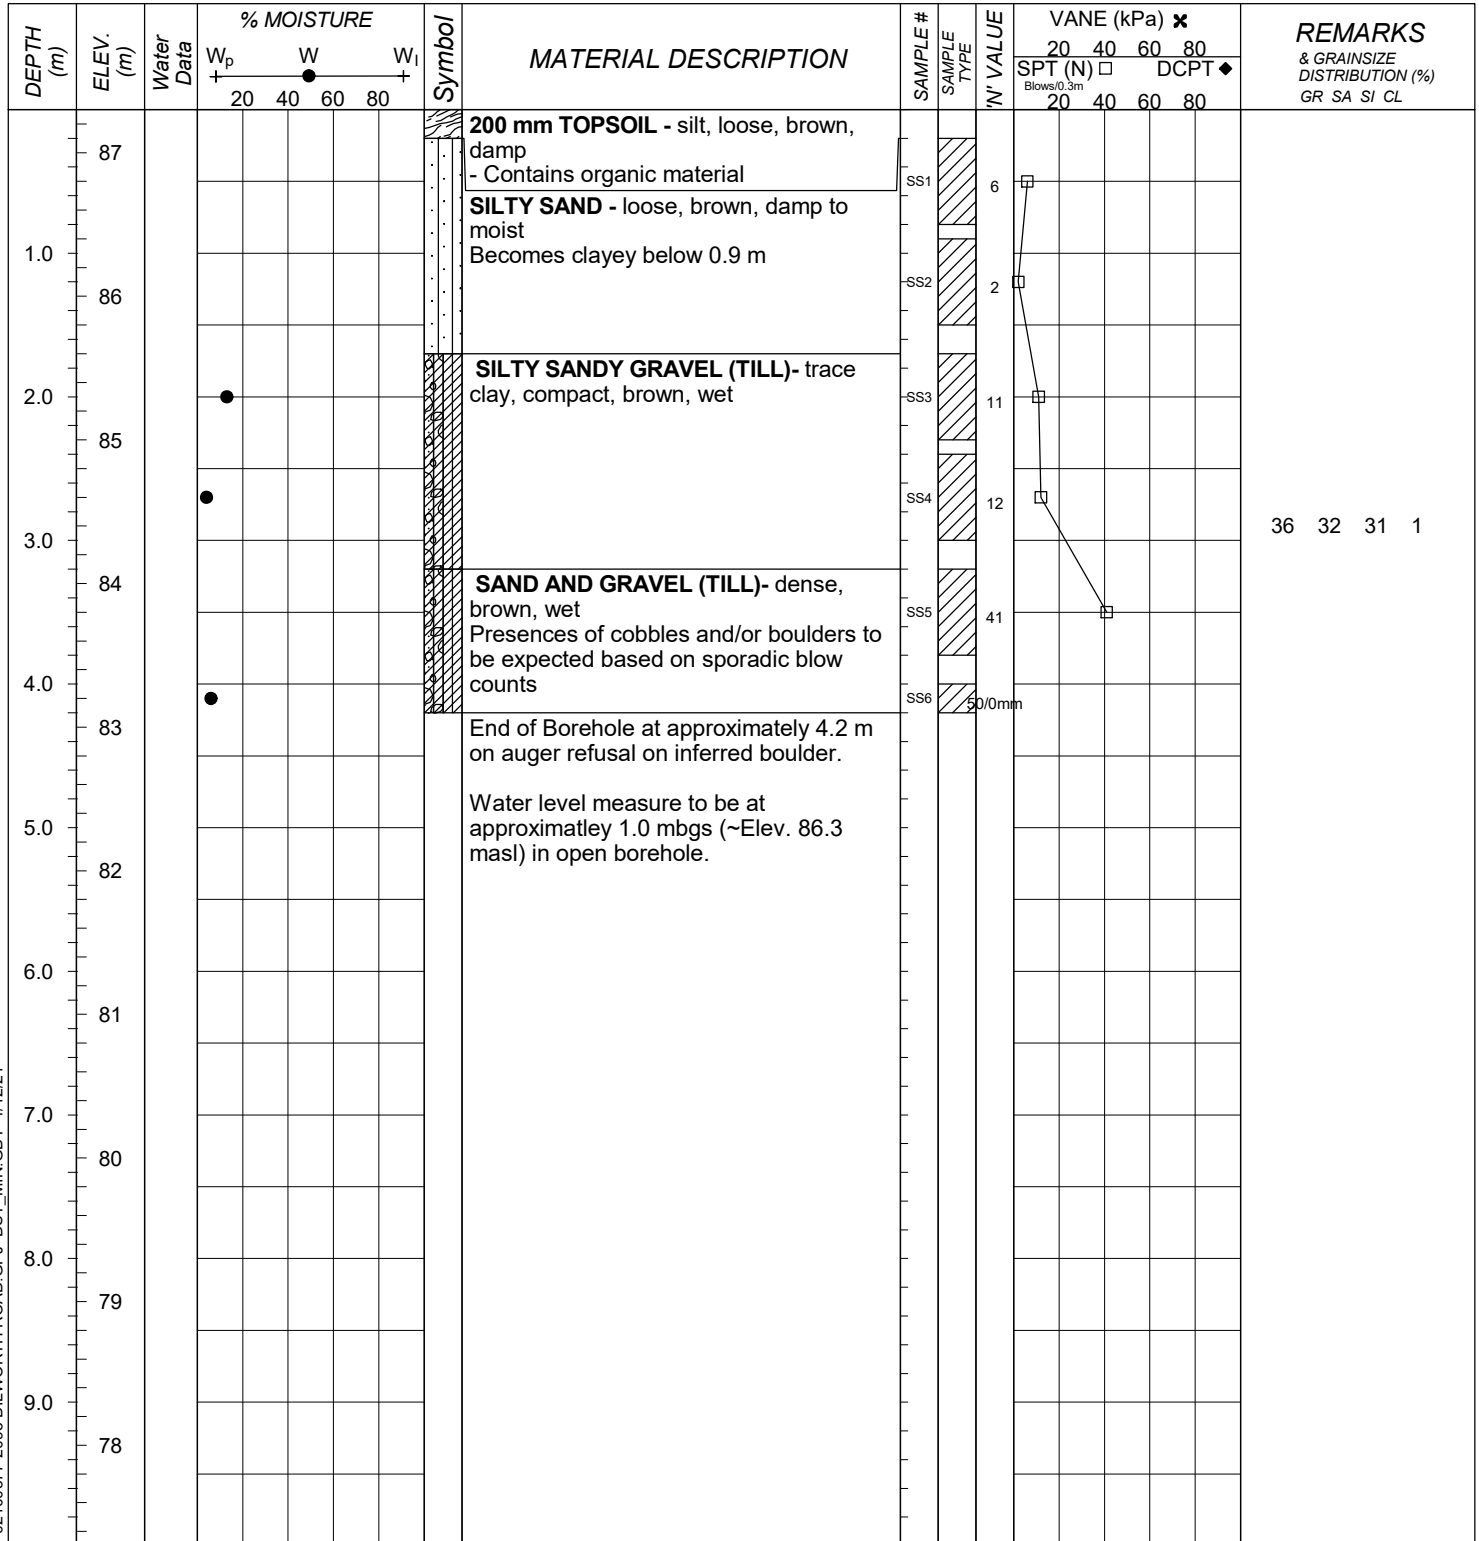 DEPTH (m)
ELEV. (m)
Water Data
% MOISTURE
Wp W Wl
20 40 60 80
Symbol
MATERIAL DESCRIPTION
SAMPLE #
SAMPLE TYPE
'N' VALUE
VANE (kPa) ✖
20 40 60 80
SPT (N) □ DCPT ◆
Blows/0.3m
20 40 60 80
REMARKS
& GRAINSIZE
DISTRIBUTION (%)
GR SA SI CL
200 mm TOPSOIL - silt, loose, brown,
damp
- Contains organic material
87
SS1 6
SILTY SAND - loose, brown, damp to
moist
Becomes clayey below 0.9 m
1.0
86
SS2 2
SILTY SANDY GRAVEL (TILL)- trace
clay, compact, brown, wet
2.0
SS3 11
85
SS4 12
36 32 31 1
3.0
84
SAND AND GRAVEL (TILL)- dense,
brown, wet
Presences of cobbles and/or boulders to
be expected based on sporadic blow
counts
SS5 41
4.0
SS6 50/0mm
83
End of Borehole at approximately 4.2 m
on auger refusal on inferred boulder.
Water level measure to be at
approximatley 1.0 mbgs (~Elev. 86.3
masl) in open borehole.
5.0
82
6.0
81
7.0
80
8.0
79
9.0
78